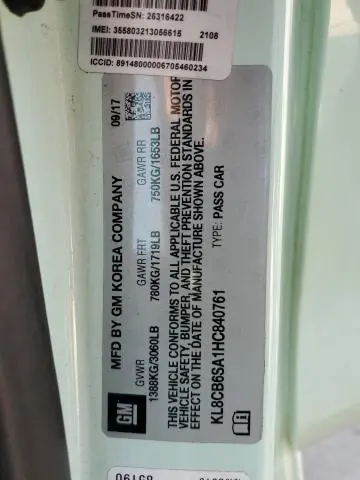 PassTimeSN: 26316422
IMEI: 355803213056615 2108
ICCID: 89148000006705460234
MFD BY GM KOREA COMPANY 09/17
GVWR GAWR FRT GAWR RR
1388KG/3060LB 780KG/1719LB 750KG/1653LB
THIS VEHICLE CONFORMS TO ALL APPLICABLE U.S. FEDERAL MOTOR
VEHICLE SAFETY, BUMPER, AND THEFT PREVENTION STANDARDS IN
EFFECT ON THE DATE OF MANUFACTURE SHOWN ABOVE.
KL8CB6SA1HC840761 TYPE: PASS CAR
GM